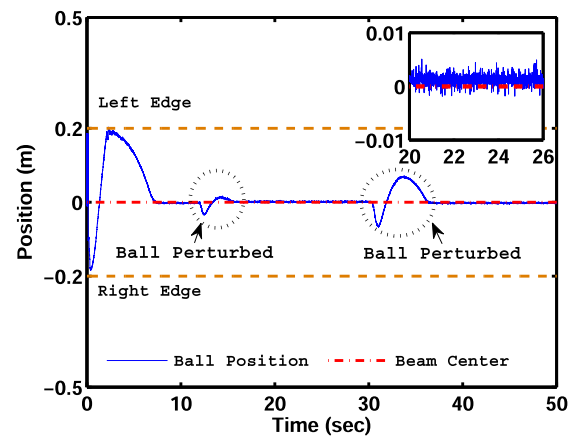 0.5
0.01
0
−0.01
20 22 24 26
Left Edge
0.2
0
Ball Perturbed
Ball Perturbed
−0.2
Right Edge
Ball Position
Beam Center
−0.5
0 10 20 30 40 50
Position (m)
Time (sec)